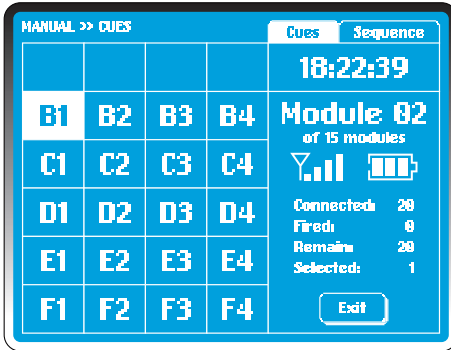 MANUAL >> CUES
Cues Sequence
18:22:39
B1 B2 B3 B4
Module 02
of 15 modules
C1 C2 C3 C4
D1 D2 D3 D4
Connected: 20
Fired: 0
Remain: 20
E1 E2 E3 E4
Selected: 1
F1 F2 F3 F4
Exit